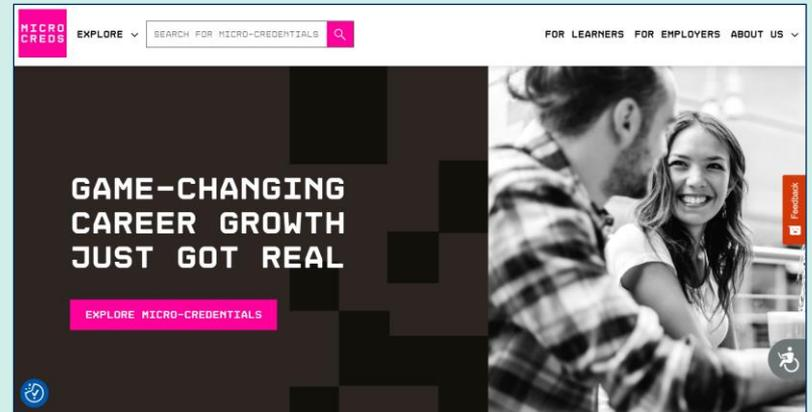 MICRO
CREDS
EXPLORE
SEARCH FOR MICRO-CREDENTIALS
FOR LEARNERS FOR EMPLOYERS ABOUT US
GAME-CHANGING
CAREER GROWTH
JUST GOT REAL
EXPLORE MICRO-CREDENTIALS
Feedback